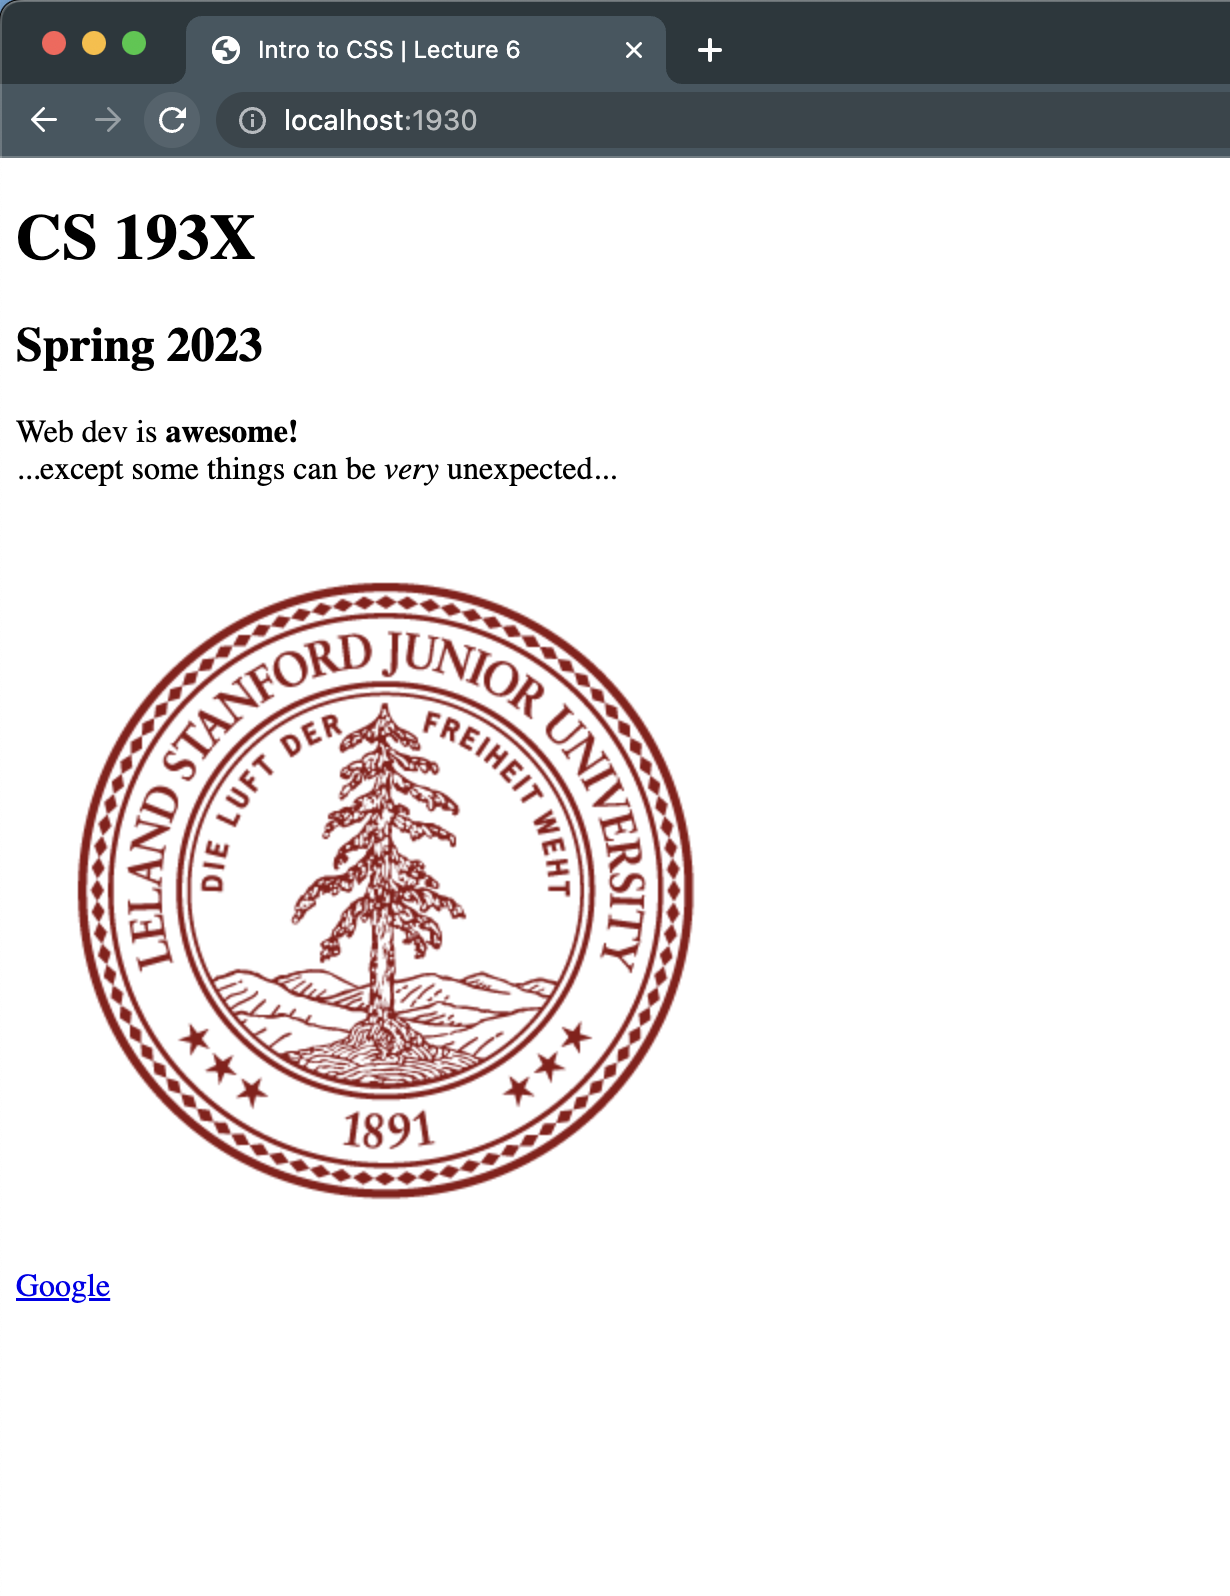 Intro to CSS | Lecture 6
localhost:1930
CS 193X
Spring 2023
Web dev is awesome!
...except some things can be very unexpected...
LELAND STANFORD JUNIOR UNIVERSITY
DIE LUFT DER FREIHEIT WEHT
1891
Google